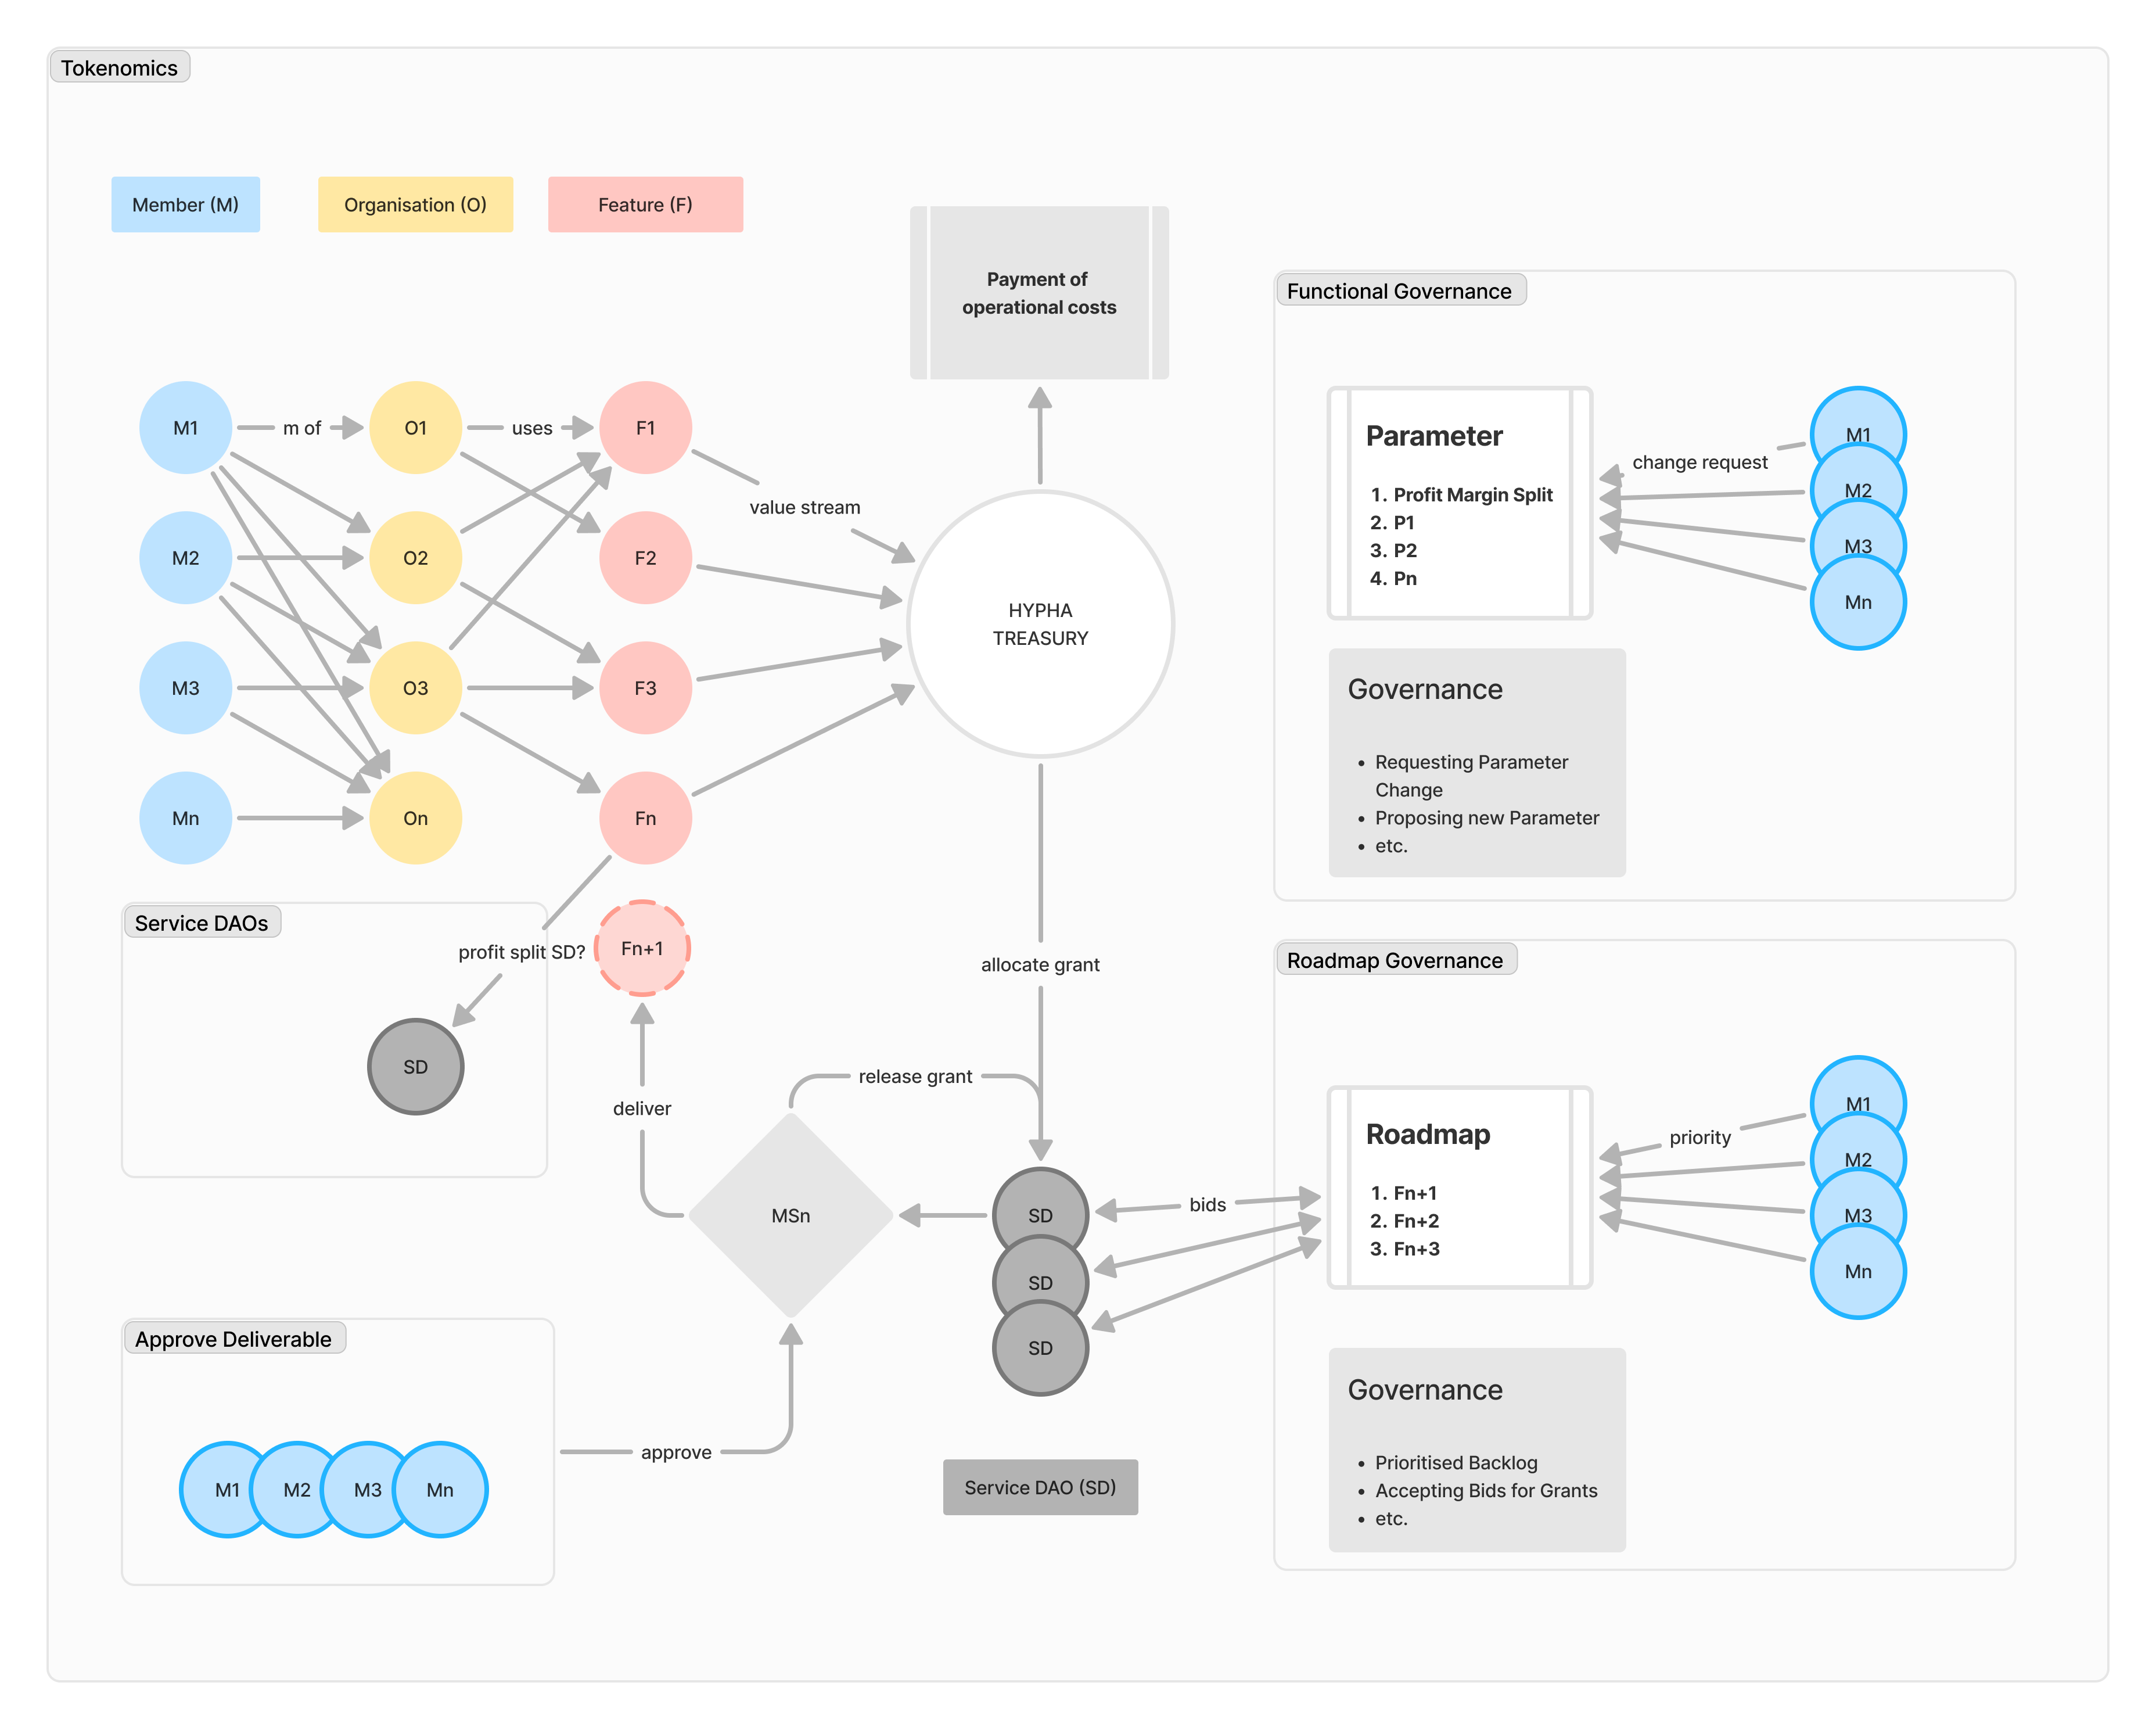 Tokenomics
Member (M)
Organisation (O)
Feature (F)
Payment of
operational costs
M1
m of
O1
uses
F1
value stream
M2
O2
F2
HYPHA
TREASURY
M3
O3
F3
Mn
On
Fn
Functional Governance
Parameter
1. Profit Margin Split
2. P1
3. P2
4. Pn
change request
M1
M2
M3
Mn
Governance
• Requesting Parameter
Change
• Proposing new Parameter
• etc.
Service DAOs
profit split SD?
SD
Fn+1
deliver
allocate grant
release grant
MSn
SD
SD
SD
bids
Service DAO (SD)
Roadmap Governance
Roadmap
1. Fn+1
2. Fn+2
3. Fn+3
priority
M1
M2
M3
Mn
Governance
• Prioritised Backlog
• Accepting Bids for Grants
• etc.
Approve Deliverable
M1
M2
M3
Mn
approve